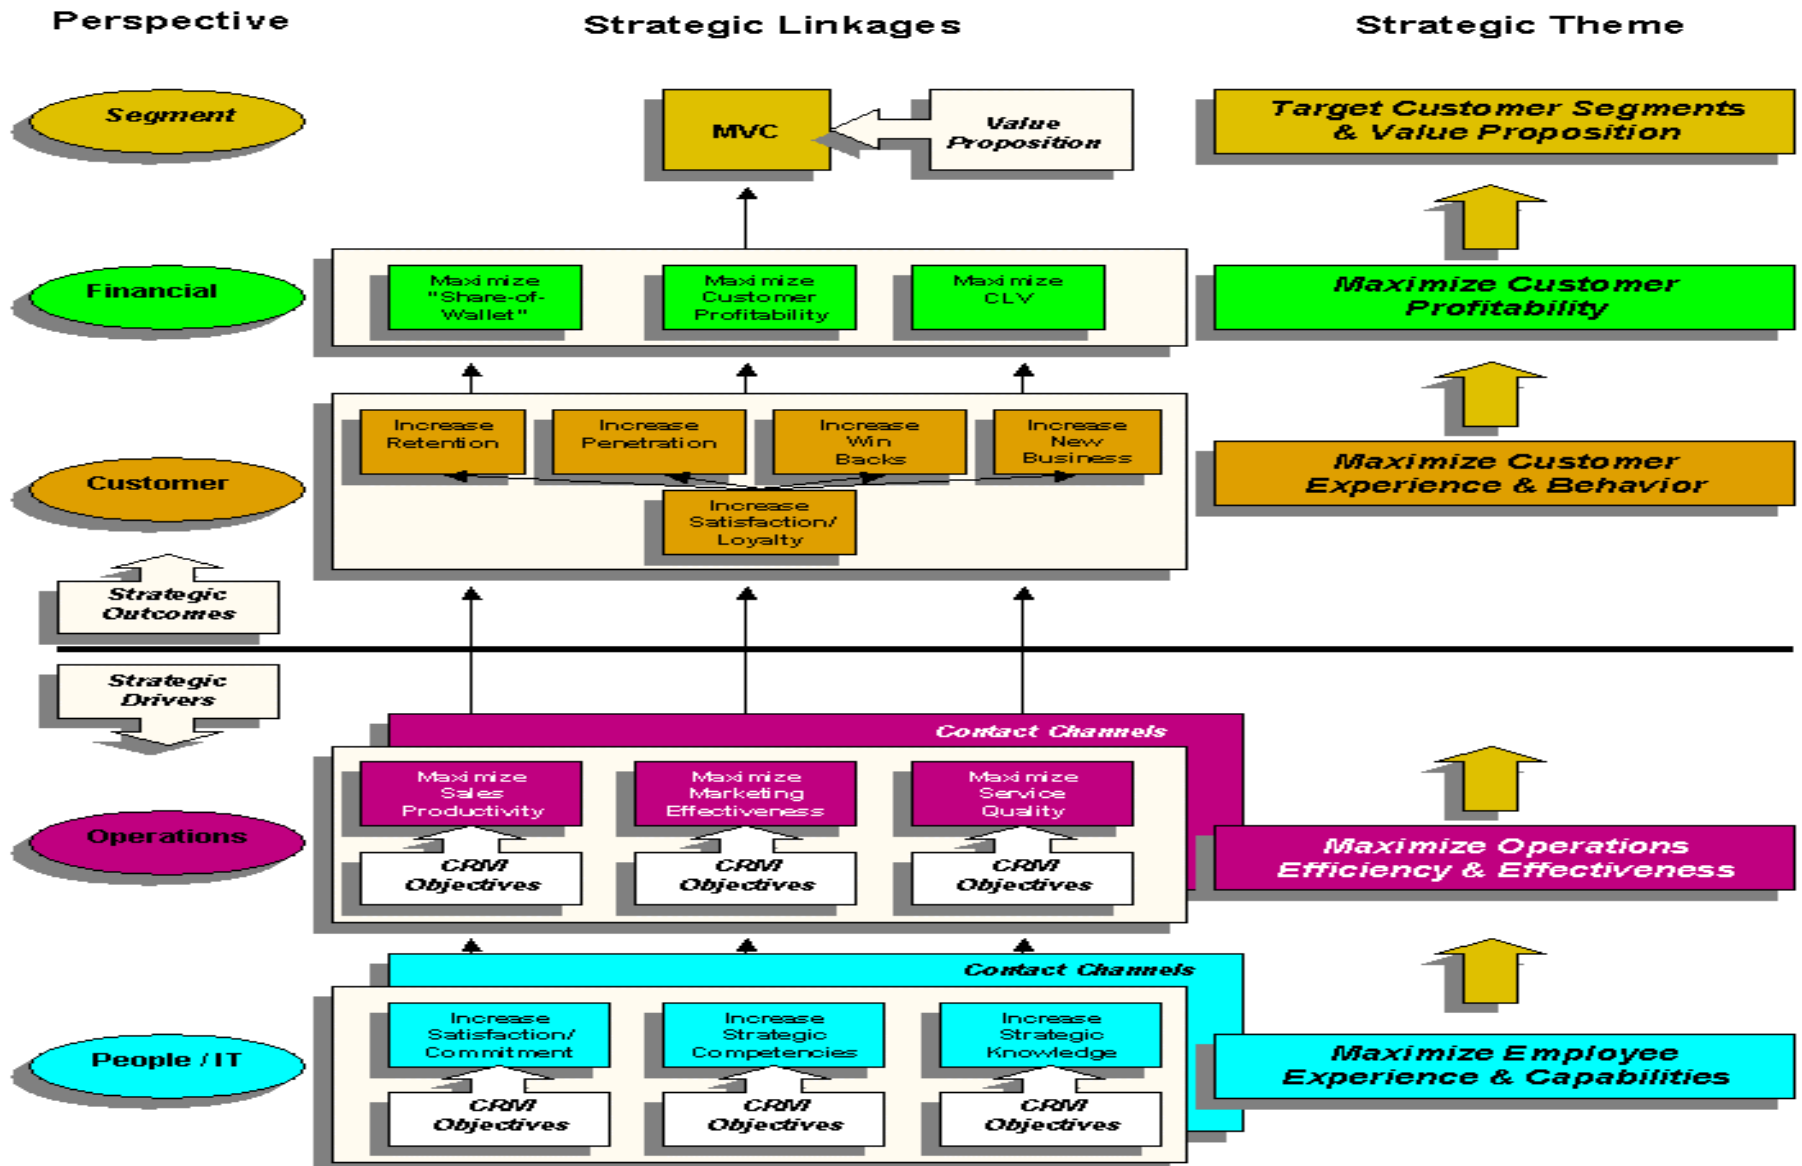 Perspective
Strategic Linkages
Strategic Theme
Segment
MVC
Value
Proposition
Target Customer Segments
& Value Proposition
Financial
Maximize
"Share-of-
Wallet"
Maximize
Customer
Profitability
Maximize
CLV
Maximize Customer
Profitability
Customer
Increase
Retention
Increase
Penetration
Increase
Win
Backs
Increase
New
Business
Increase
Satisfaction/
Loyalty
Maximize Customer
Experience & Behavior
Strategic
Outcomes
Strategic
Drivers
Contact Channels
Operations
Maximize
Sales
Productivity
Maximize
Marketing
Effectiveness
Maximize
Service
Quality
CRM
Objectives
CRM
Objectives
CRM
Objectives
Maximize Operations
Efficiency & Effectiveness
Contact Channels
People / IT
Increase
Satisfaction/
Commitment
Increase
Strategic
Competencies
Increase
Strategic
Knowledge
CRM
Objectives
CRM
Objectives
CRM
Objectives
Maximize Employee
Experience & Capabilities